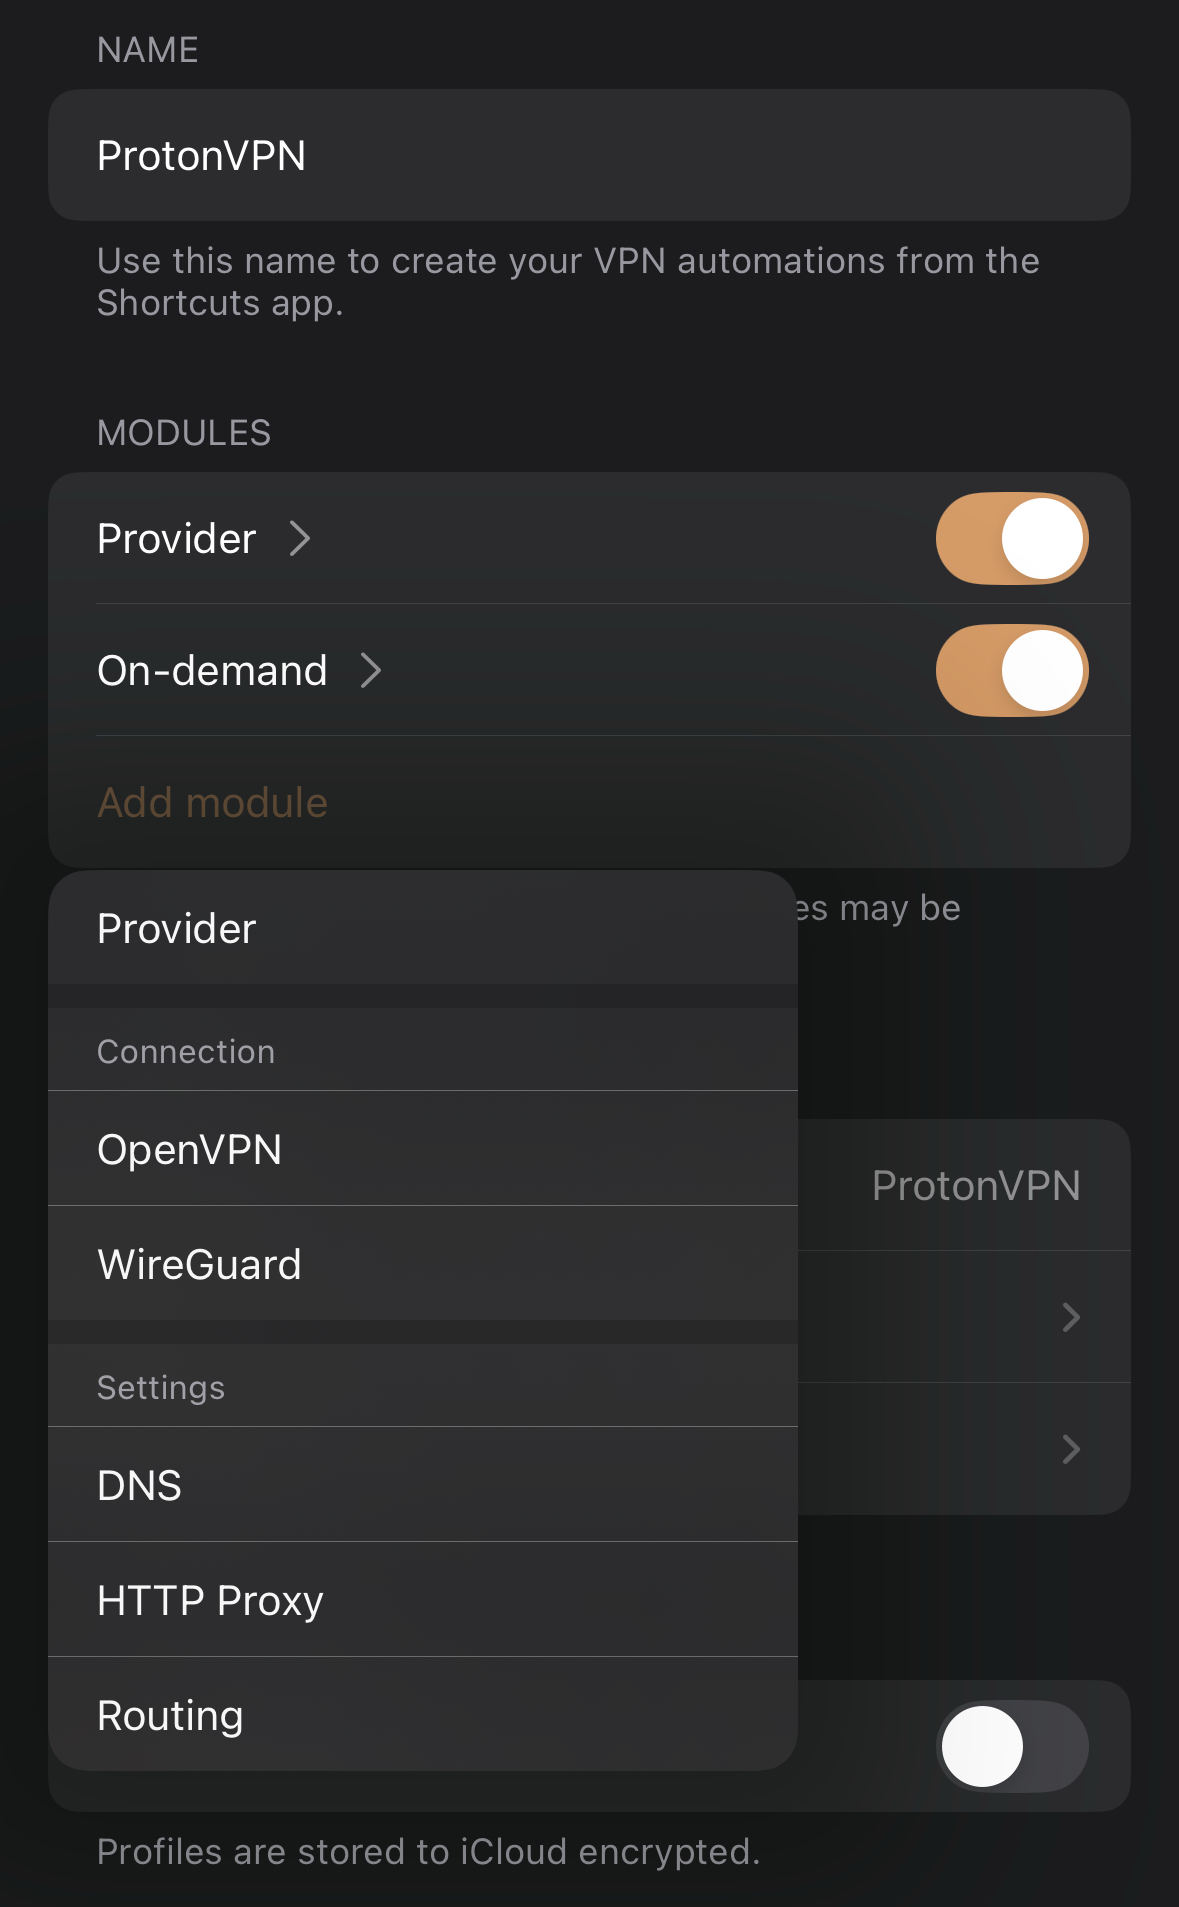 NAME
ProtonVPN
Use this name to create your VPN automations from the
Shortcuts app.
MODULES
Provider
On-demand
Add module
Provider
may be
Connection
OpenVPN
ProtonVPN
WireGuard
Settings
DNS
HTTP Proxy
Routing
Profiles are stored to iCloud encrypted.